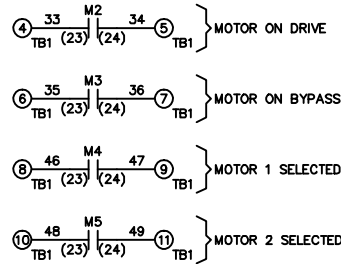 M2
4 33 34 5 MOTOR ON DRIVE
TB1 (23) (24) TB1
M3
6 35 36 7 MOTOR ON BYPASS
TB1 (23) (24) TB1
M4
8 46 47 9 MOTOR 1 SELECTED
TB1 (23) (24) TB1
M5
10 48 49 11 MOTOR 2 SELECTED
TB1 (23) (24) TB1